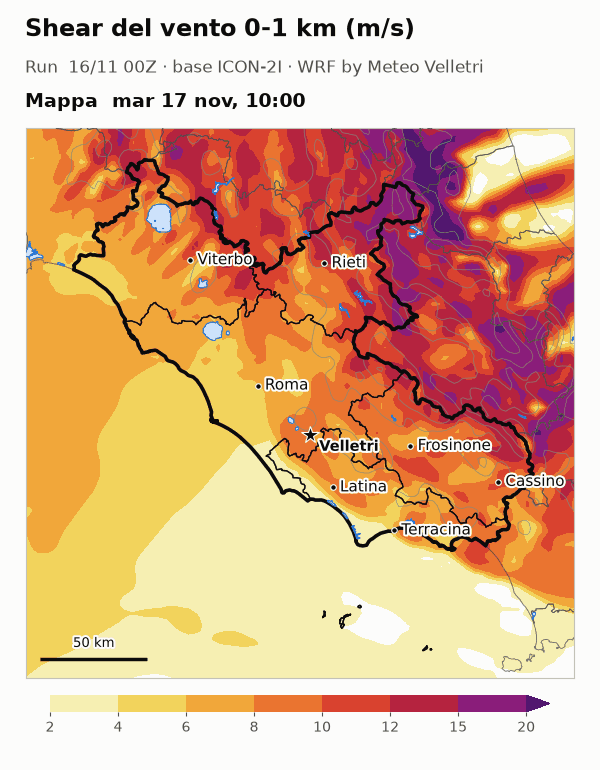 Shear del vento 0-1 km (m/s)
Run  16/11 00Z · base ICON-2I · WRF by Meteo Velletri
Mappa  mar 17 nov, 10:00
Viterbo
Rieti
Roma
Velletri
Frosinone
Latina
Cassino
Terracina
50 km
2 4 6 8 10 12 15 20